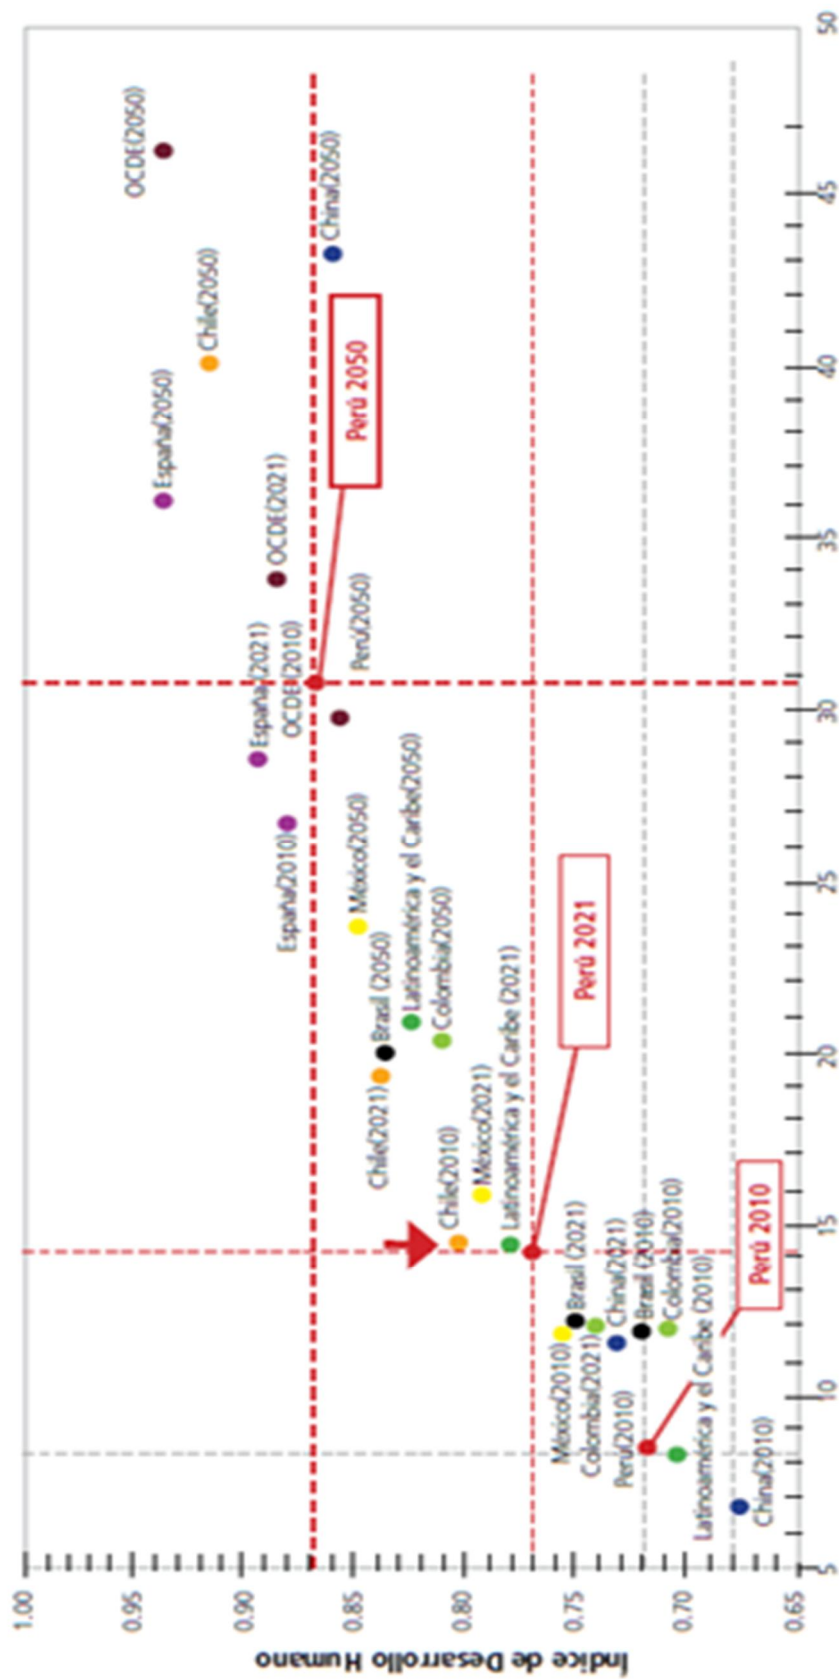 Índice de Desarrollo Humano
1.00
0.95
0.90
0.85
0.80
0.75
0.70
0.65
5
10
15
20
25
30
35
40
45
50
OCDE(2050)
España(2050)
Chile(2050)
China(2050)
OCDE(2021)
Perú 2050
España(2021)
OCDE(2010)
Perú(2050)
España(2010)
México(2050)
Latinoamérica y el Caribe(2050)
Brasil (2050)
Colombia(2050)
Chile(2021)
Chile(2010)
México(2021)
Latinoamérica y el Caribe (2021)
Perú 2021
México(2010)
Brasil (2021)
Colombia(2021)
China(2021)
Brasil (2010)
Colombia(2010)
Perú(2010)
Latinoamérica y el Caribe (2010)
Perú 2010
China(2010)